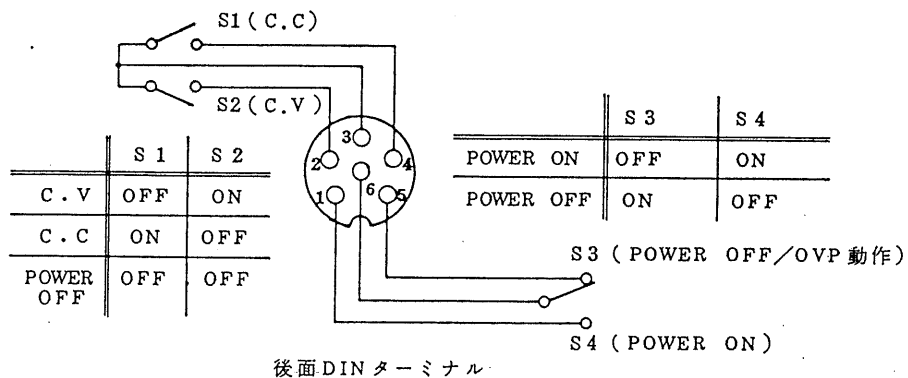 S1(C.C)
S2(C.V)
3
2
4
6
1
5
S1 S2
C.V OFF ON
C.C ON OFF
POWER OFF OFF OFF
S3 S4
POWER ON OFF ON
POWER OFF ON OFF
S3(POWER OFF/OVP動作)
S4(POWER ON)
後面DINターミナル